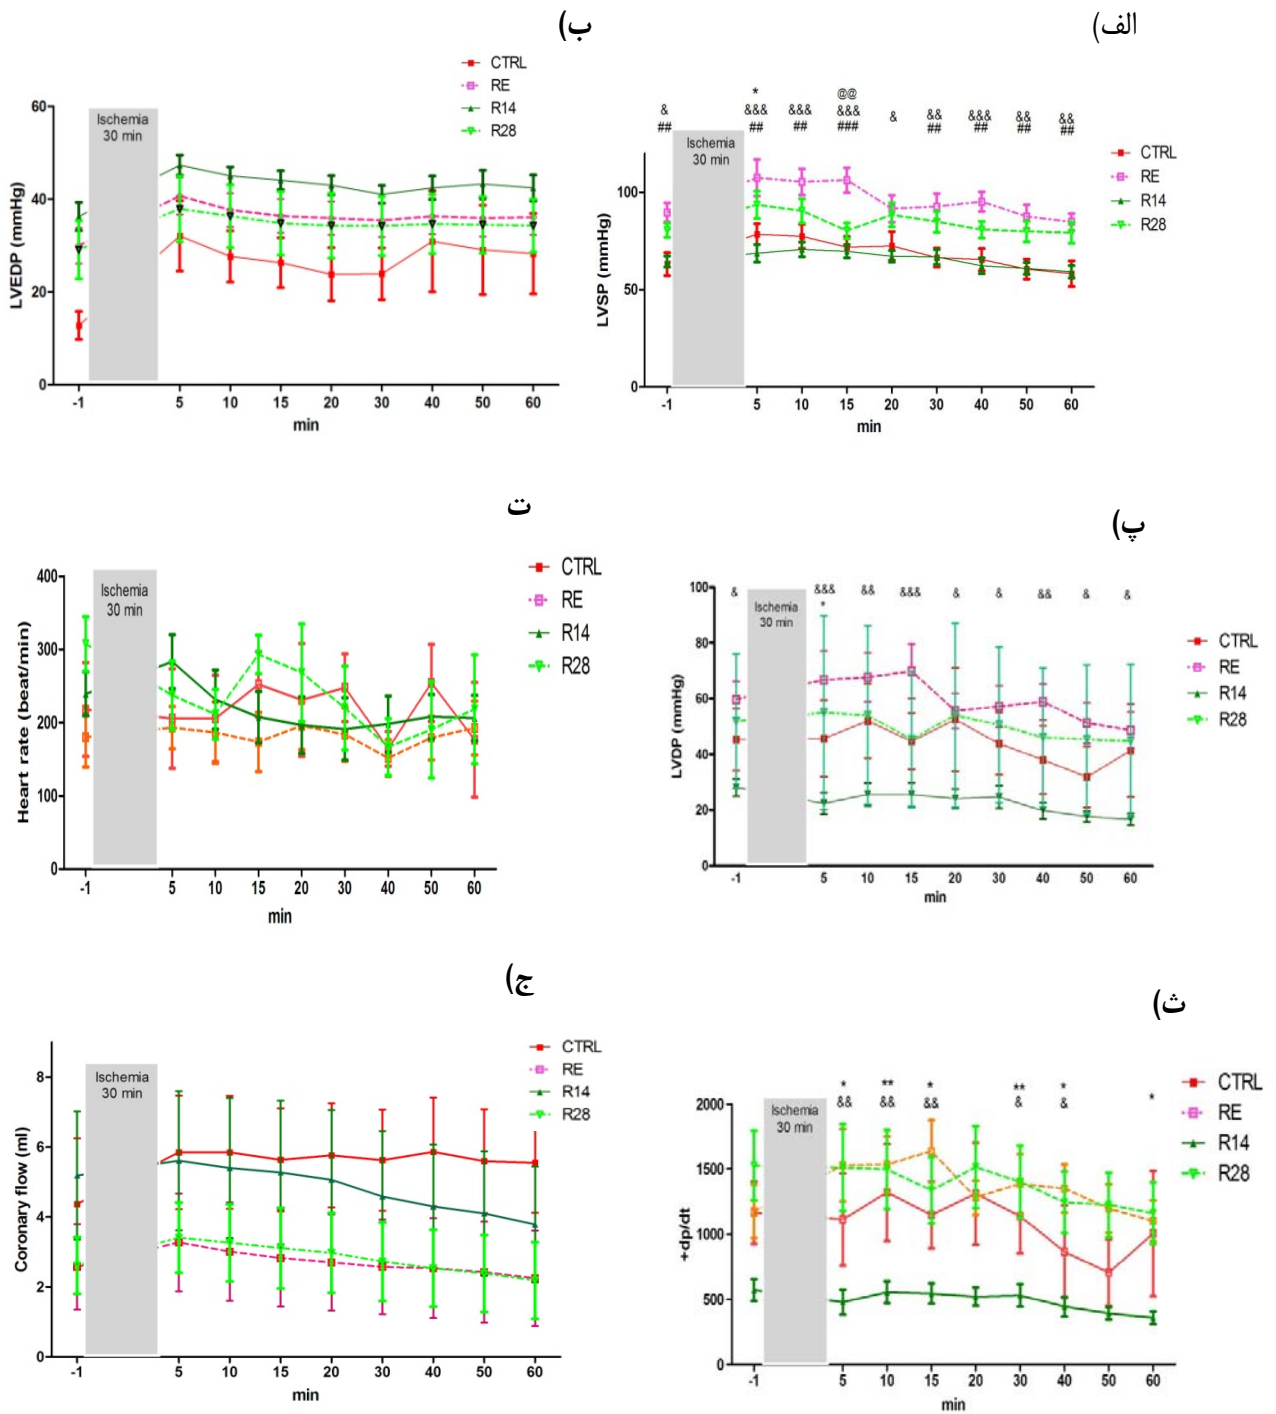 الف)
@@
* &&& &&& &&& & && &&& && &&
&
## ## ## ### ## ## ## ##
Ischemia
30 min
CTRL
RE
R14
R28
LVSP (mmHg)
100
50
0
-1 5 10 15 20 30 40 50 60
min
ب)
CTRL
RE
R14
R28
Ischemia
30 min
LVEDP (mmHg)
60
40
20
0
-1 5 10 15 20 30 40 50 60
min
پ)
& &&& && &&& & & && & &
*
Ischemia
30 min
CTRL
RE
R14
R28
LVDP (mmHg)
100
80
60
40
20
0
-1 5 10 15 20 30 40 50 60
min
ت
CTRL
RE
R14
R28
Ischemia
30 min
Heart rate (beat/min)
400
300
200
100
0
-1 5 10 15 20 30 40 50 60
min
ث)
* ** * ** * *
&& && && & &
Ischemia
30 min
CTRL
RE
R14
R28
+dp/dt
2000
1500
1000
500
0
-1 5 10 15 20 30 40 50 60
min
ج)
CTRL
RE
R14
R28
Ischemia
30 min
Coronary flow (ml)
8
6
4
2
0
-1 5 10 15 20 30 40 50 60
min